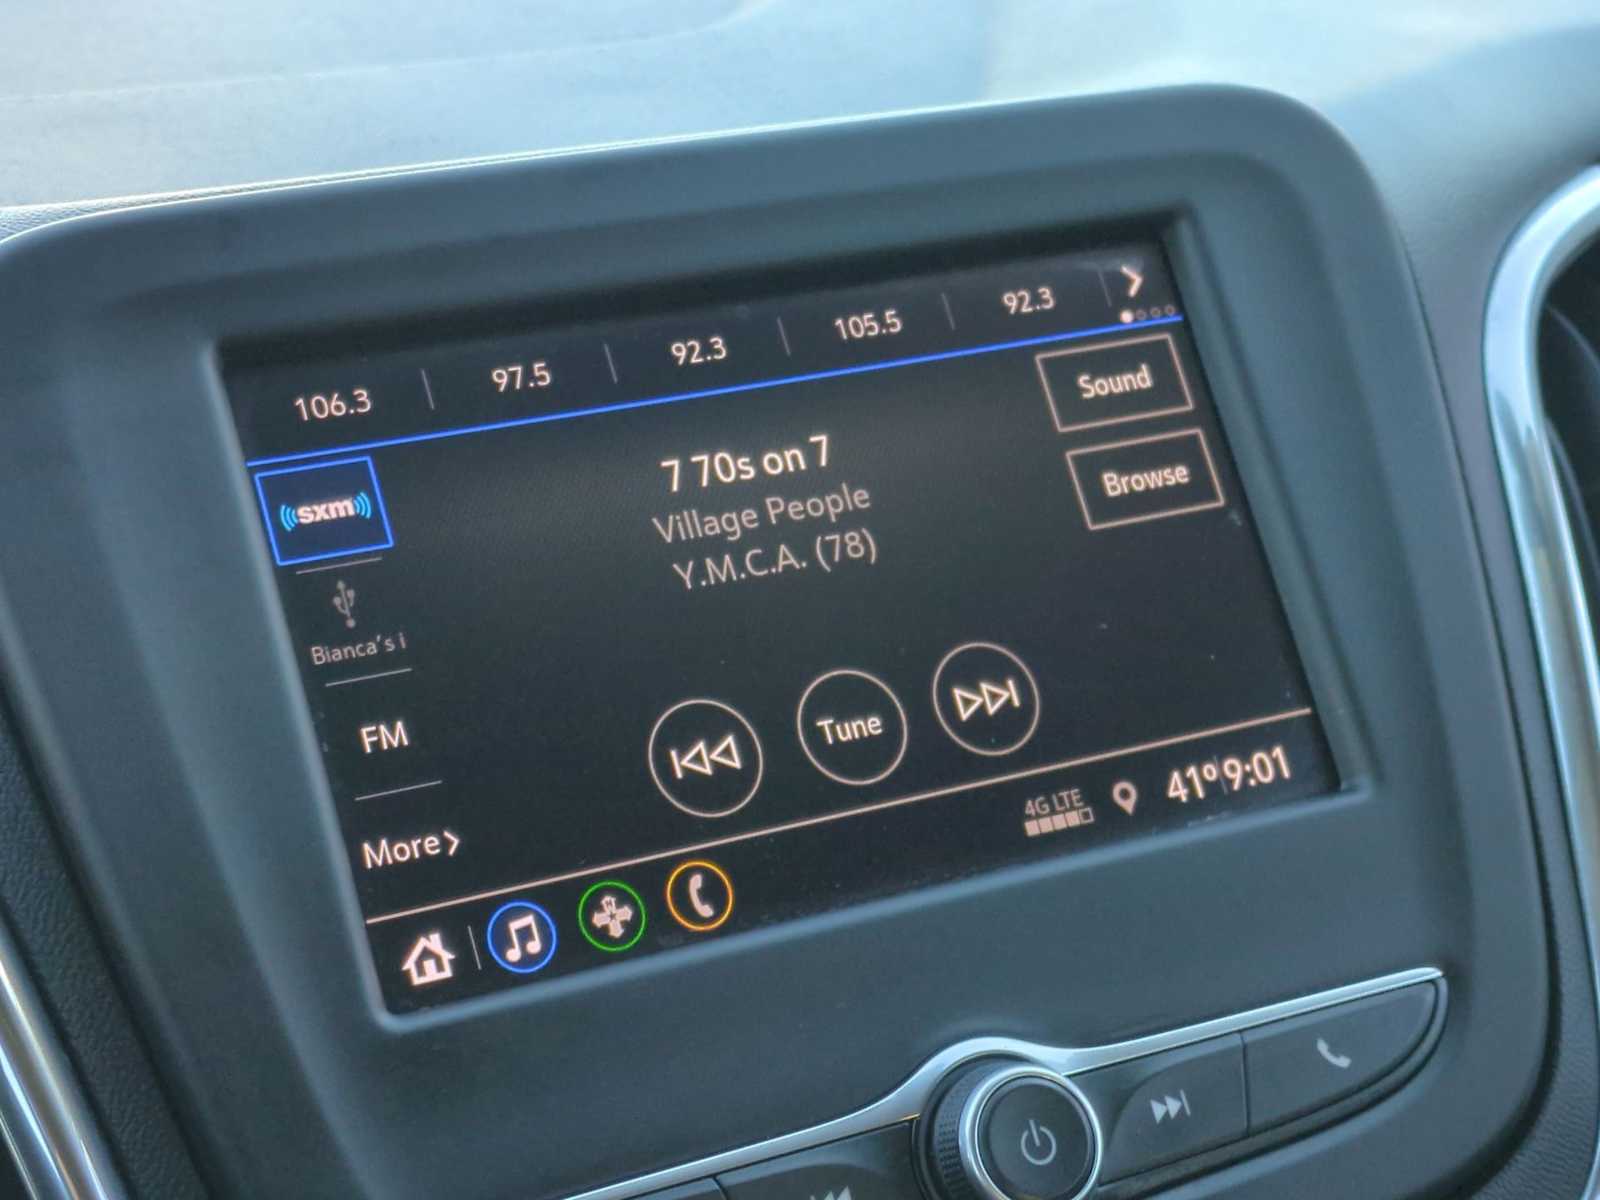 106.3 97.5 92.3 105.5 92.3
Sound
sxm
7 70s on 7
Village People
Y.M.C.A. (78)
Browse
Bianca's i
FM
Tune
More
4G LTE
41° 9:01